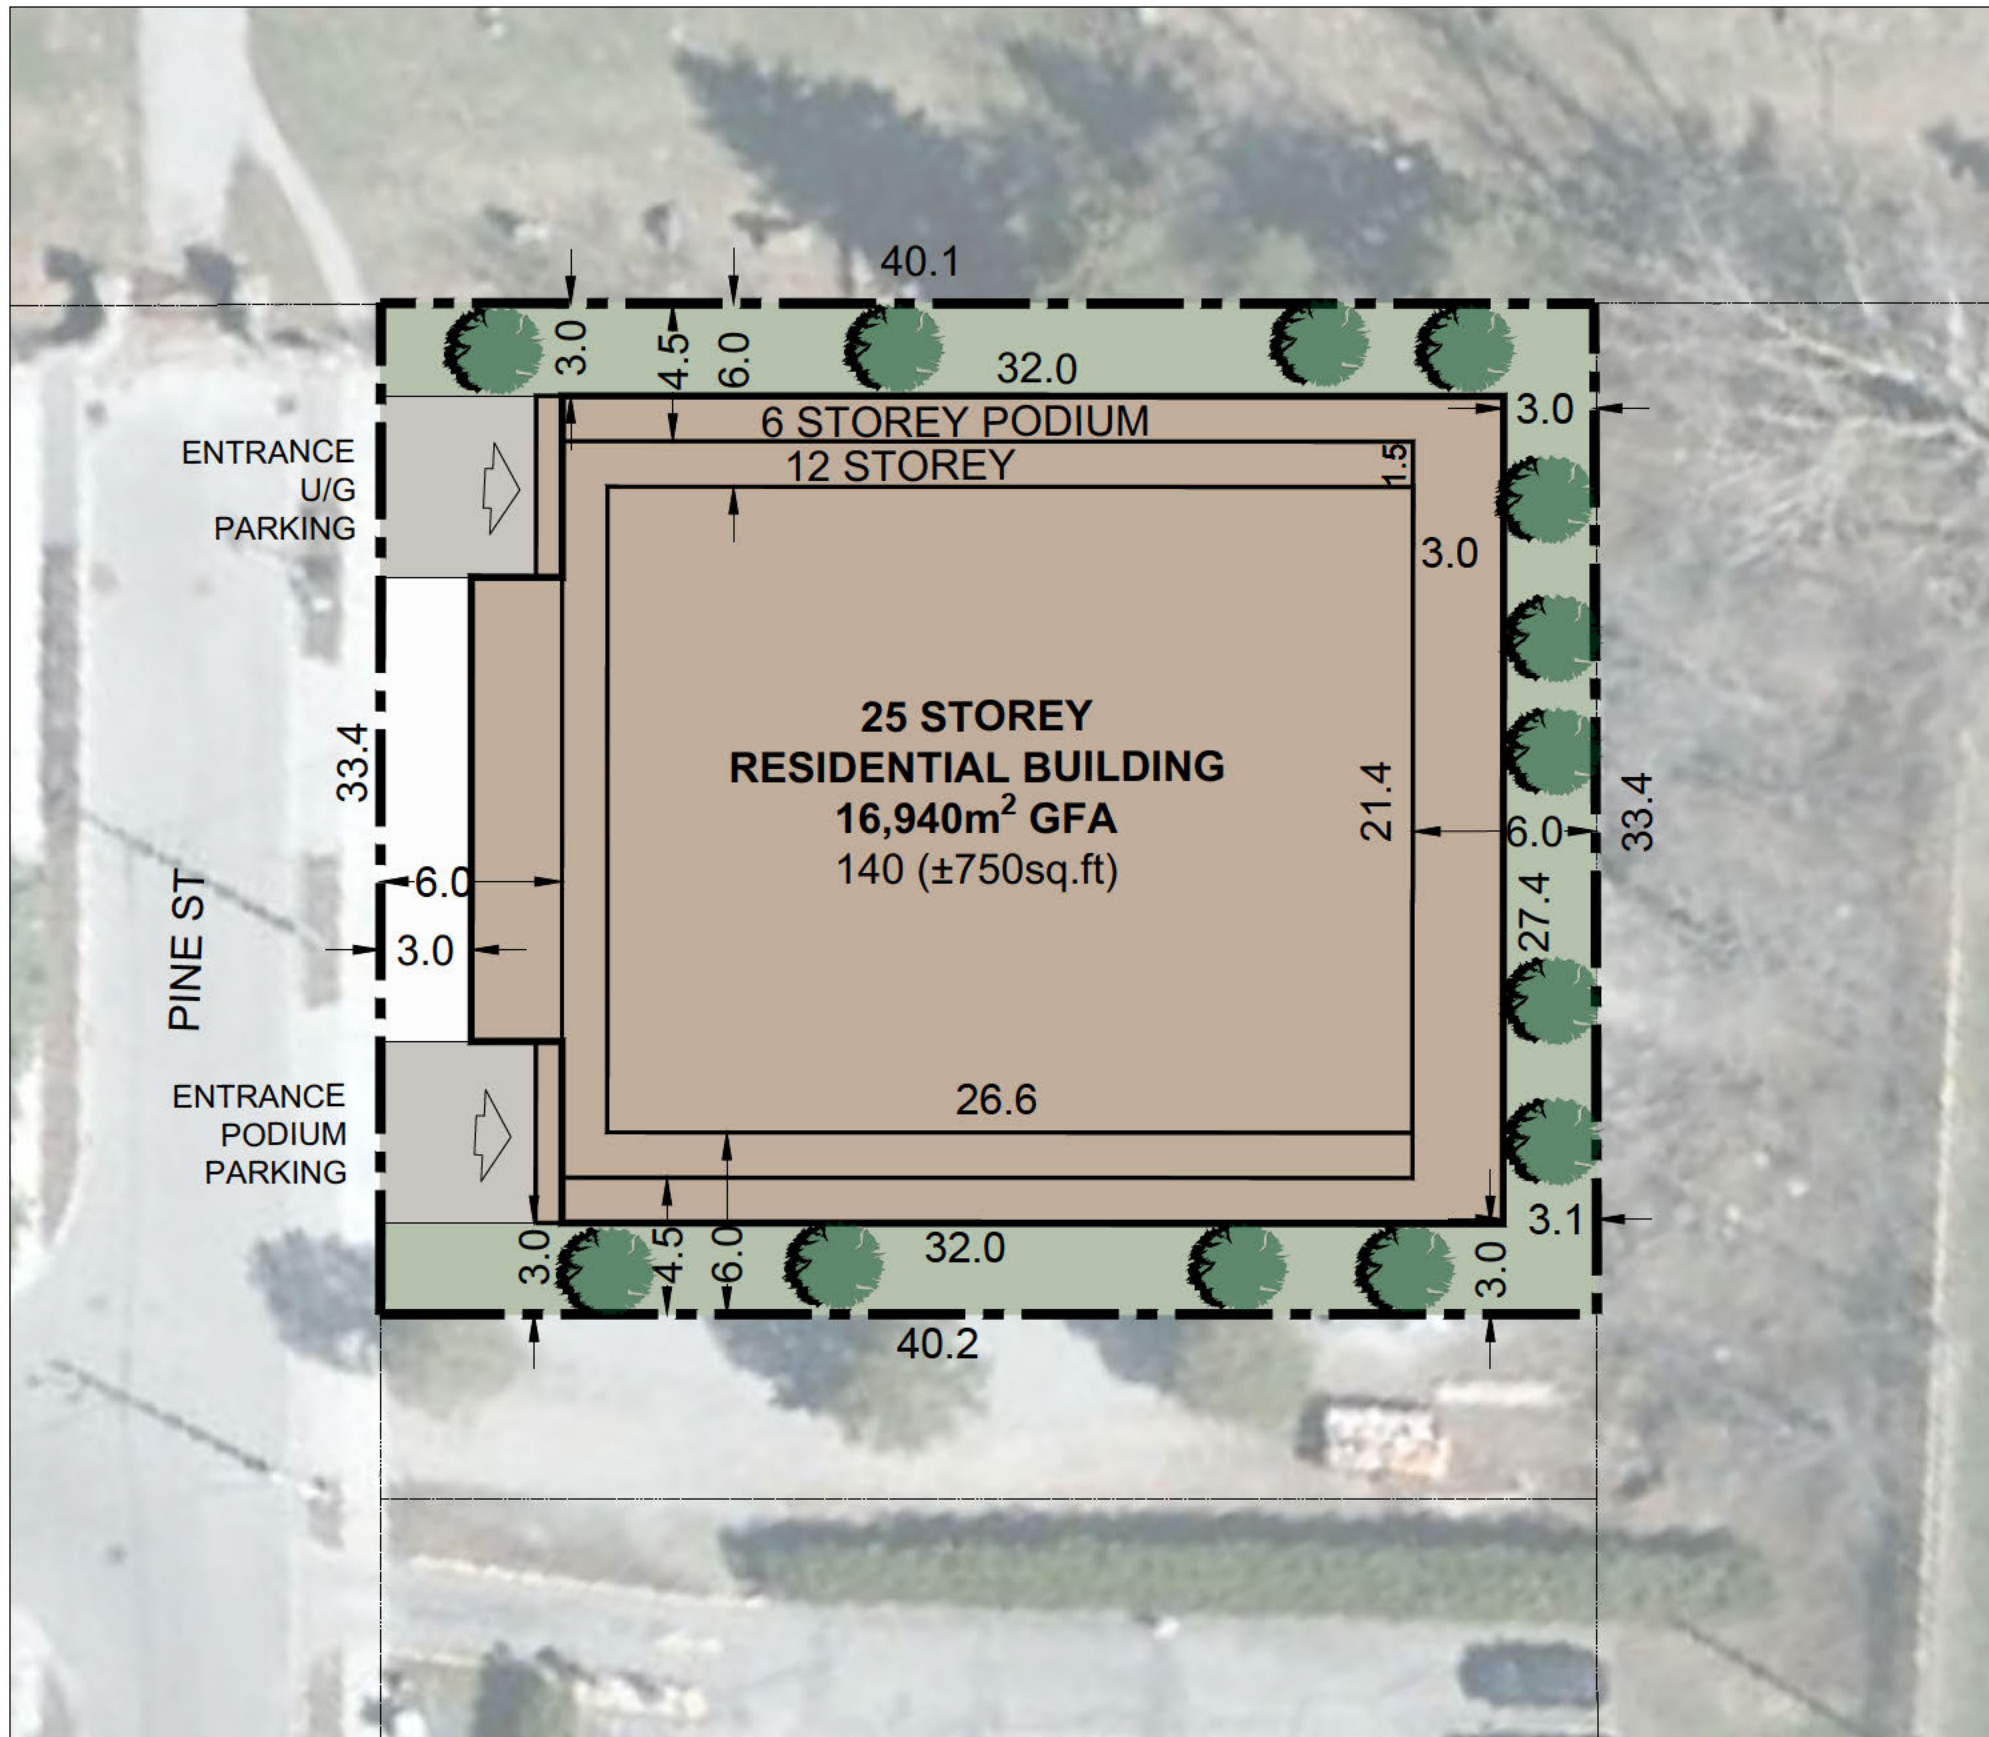 40.1
3.0
4.5
6.0
32.0
6 STOREY PODIUM
3.0
ENTRANCE
U/G
PARKING
12 STOREY
1.5
3.0
25 STOREY
RESIDENTIAL BUILDING
16,940m² GFA
140 (±750sq.ft)
33.4
21.4
6.0
33.4
6.0
27.4
3.0
PINE ST
26.6
ENTRANCE
PODIUM
PARKING
3.0
4.5
6.0
32.0
3.0
3.1
40.2